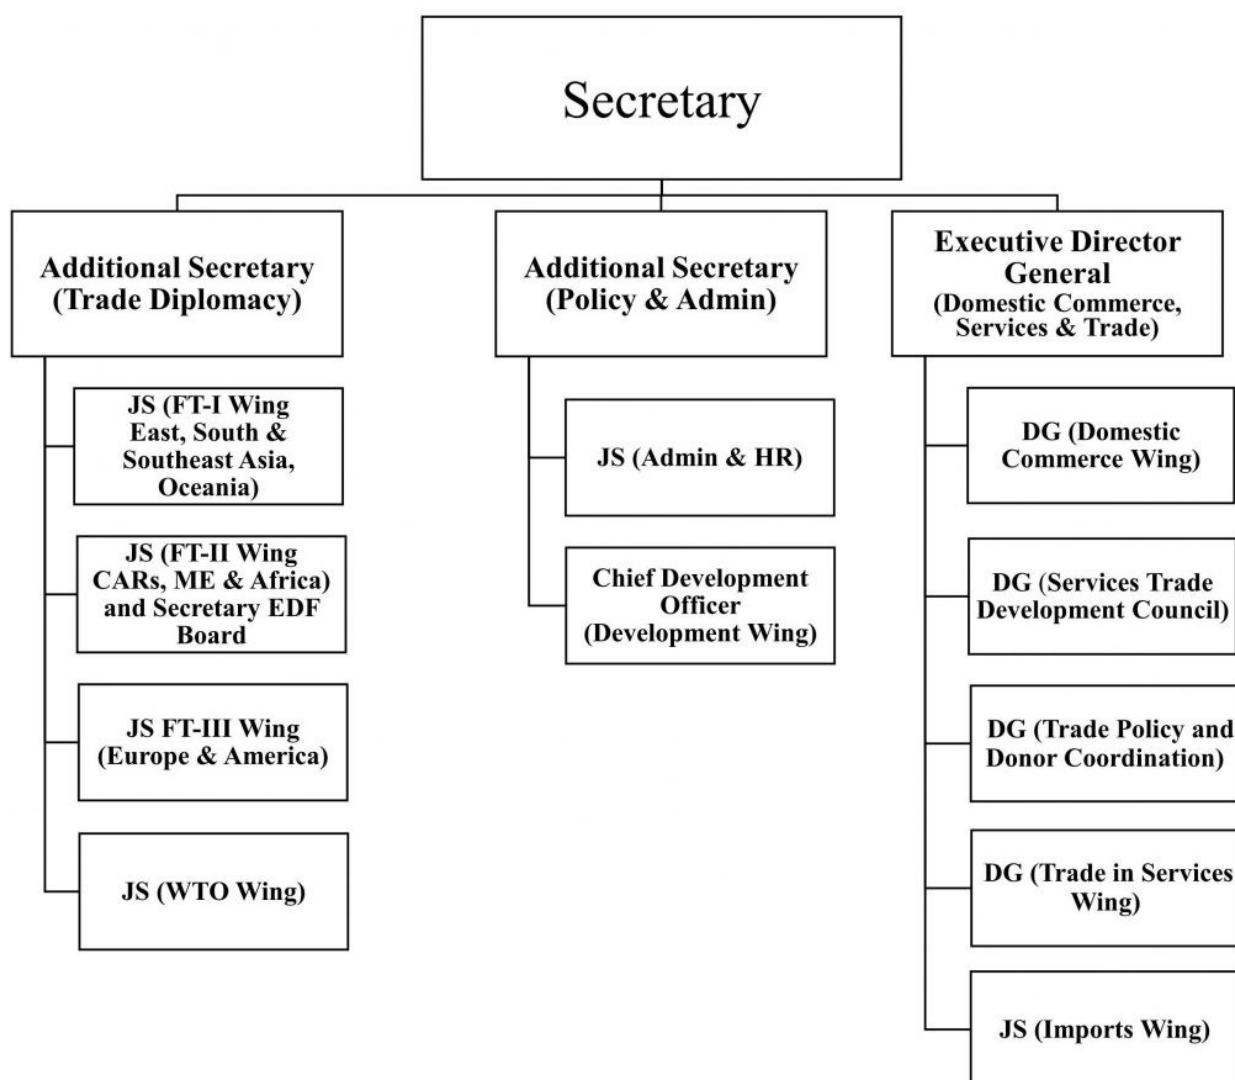 Secretary
Additional Secretary
(Trade Diplomacy)
JS (FT-I Wing
East, South &
Southeast Asia,
Oceania)
JS (FT-II Wing
CARs, ME & Africa)
and Secretary EDF
Board
JS FT-III Wing
(Europe & America)
JS (WTO Wing)
Additional Secretary
(Policy & Admin)
JS (Admin & HR)
Chief Development
Officer
(Development Wing)
Executive Director
General
(Domestic Commerce,
Services & Trade)
DG (Domestic
Commerce Wing)
DG (Services Trade
Development Council)
DG (Trade Policy and
Donor Coordination)
DG (Trade in Services
Wing)
JS (Imports Wing)